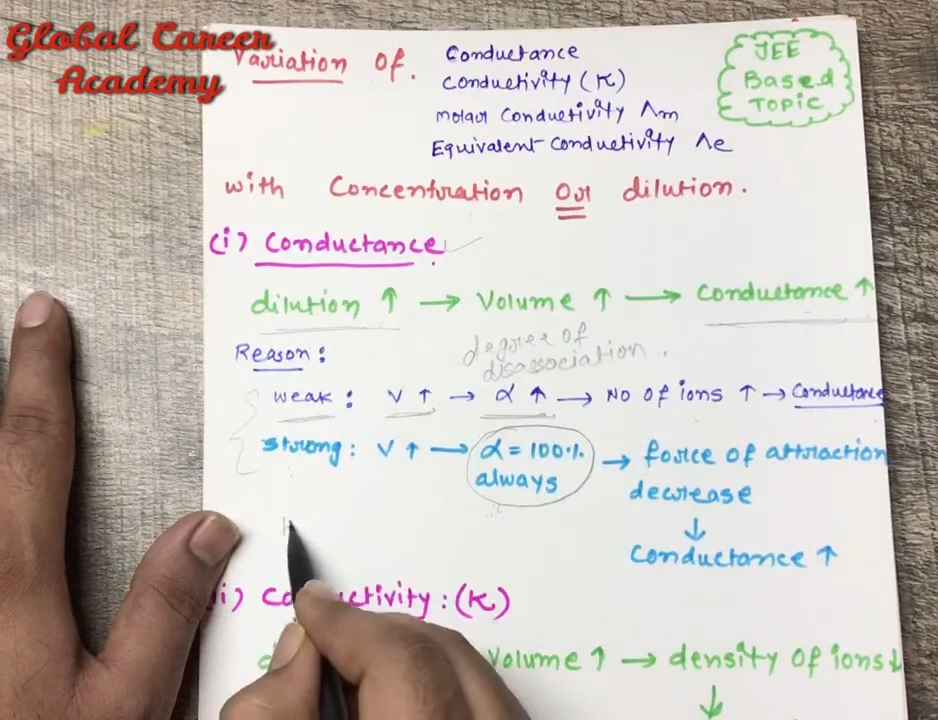 Global Career
Academy
Variation of.
Conductance
Conductivity (K)
Molar Conductivity Λm
Equivalent conductivity Λe
JEE
Based
TOPIC
with Concentration Or dilution.
(i) Conductance
dilution ↑ → Volume ↑ → Conductance ↑
Reason:
degree of
disassociation.
weak: V ↑ → α ↑ → No of ions ↑ → Conductance
strong: V ↑ → α = 100%
always
→ force of attraction
decrease
↓
Conductance ↑
Conductivity: (K)
Volume ↑ → density of ions ↓
↓